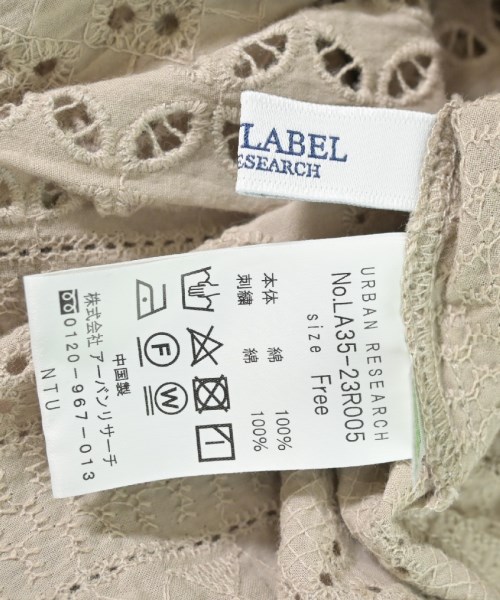 LABEL
ESEARCH
URBAN RESEARCH
No.LA35-23R005
size Free
本体 綿 100%
刺繍 綿 100%
中国製
株式会社 アーバンリサーチ
0120-967-013
NTU